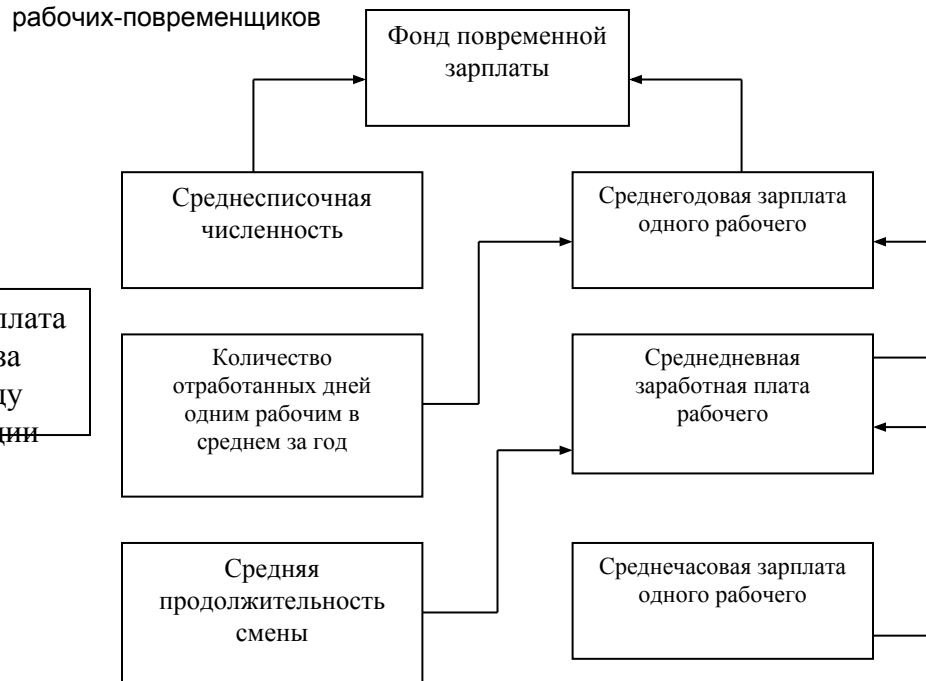 рабочих-повременщиков
Фонд повременной
зарплаты
Среднесписочная
численность
Среднегодовая зарплата
одного рабочего
Количество
отработанных дней
одним рабочим в
среднем за год
Среднедневная
заработная плата
рабочего
Средняя
продолжительность
смены
Среднечасовая зарплата
одного рабочего